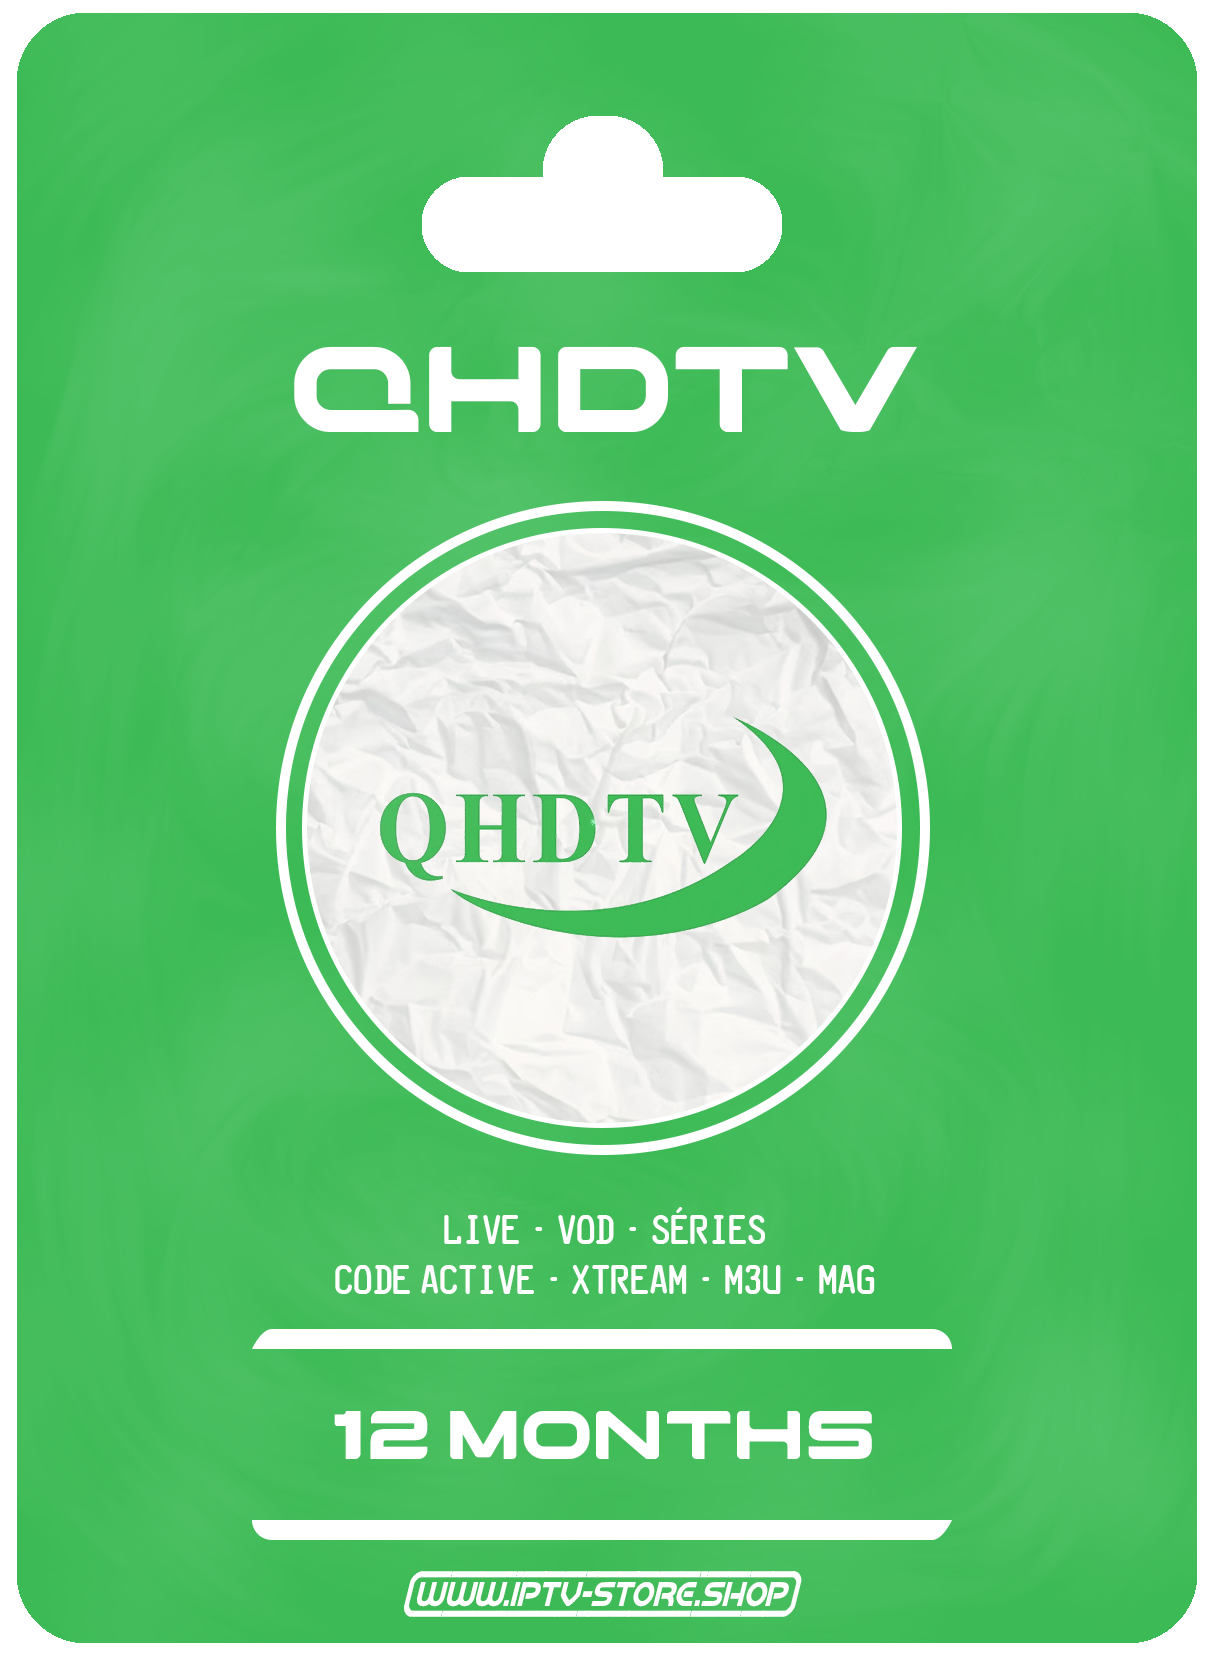 QHDTV
QHDTV
LIVE - VOD - SÉRIES
CODE ACTIVE - XTREAM - M3U - MAG
12 MONTHS
WWW.IPTV-STORE.SHOP